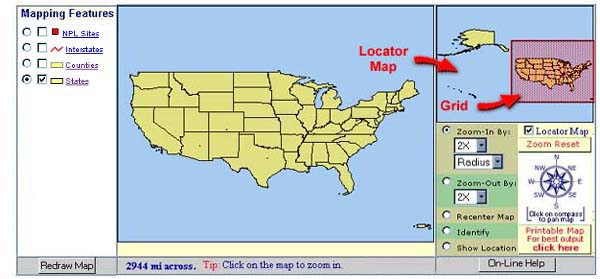 Mapping Features
NPL Sites
Interstates
Counties
States
Redraw Map
2944 mi across. Tip: Click on the map to zoom in.
Locator
Map
Grid
Zoom-In By:
2X
Radius
Zoom-Out By:
2X
Recenter Map
Identify
Show Location
Locator Map
Zoom Reset
N
NW NE
W E
SW SE
S
Click on compass
to pan map
Printable Map
For best output
click here
On-Line Help